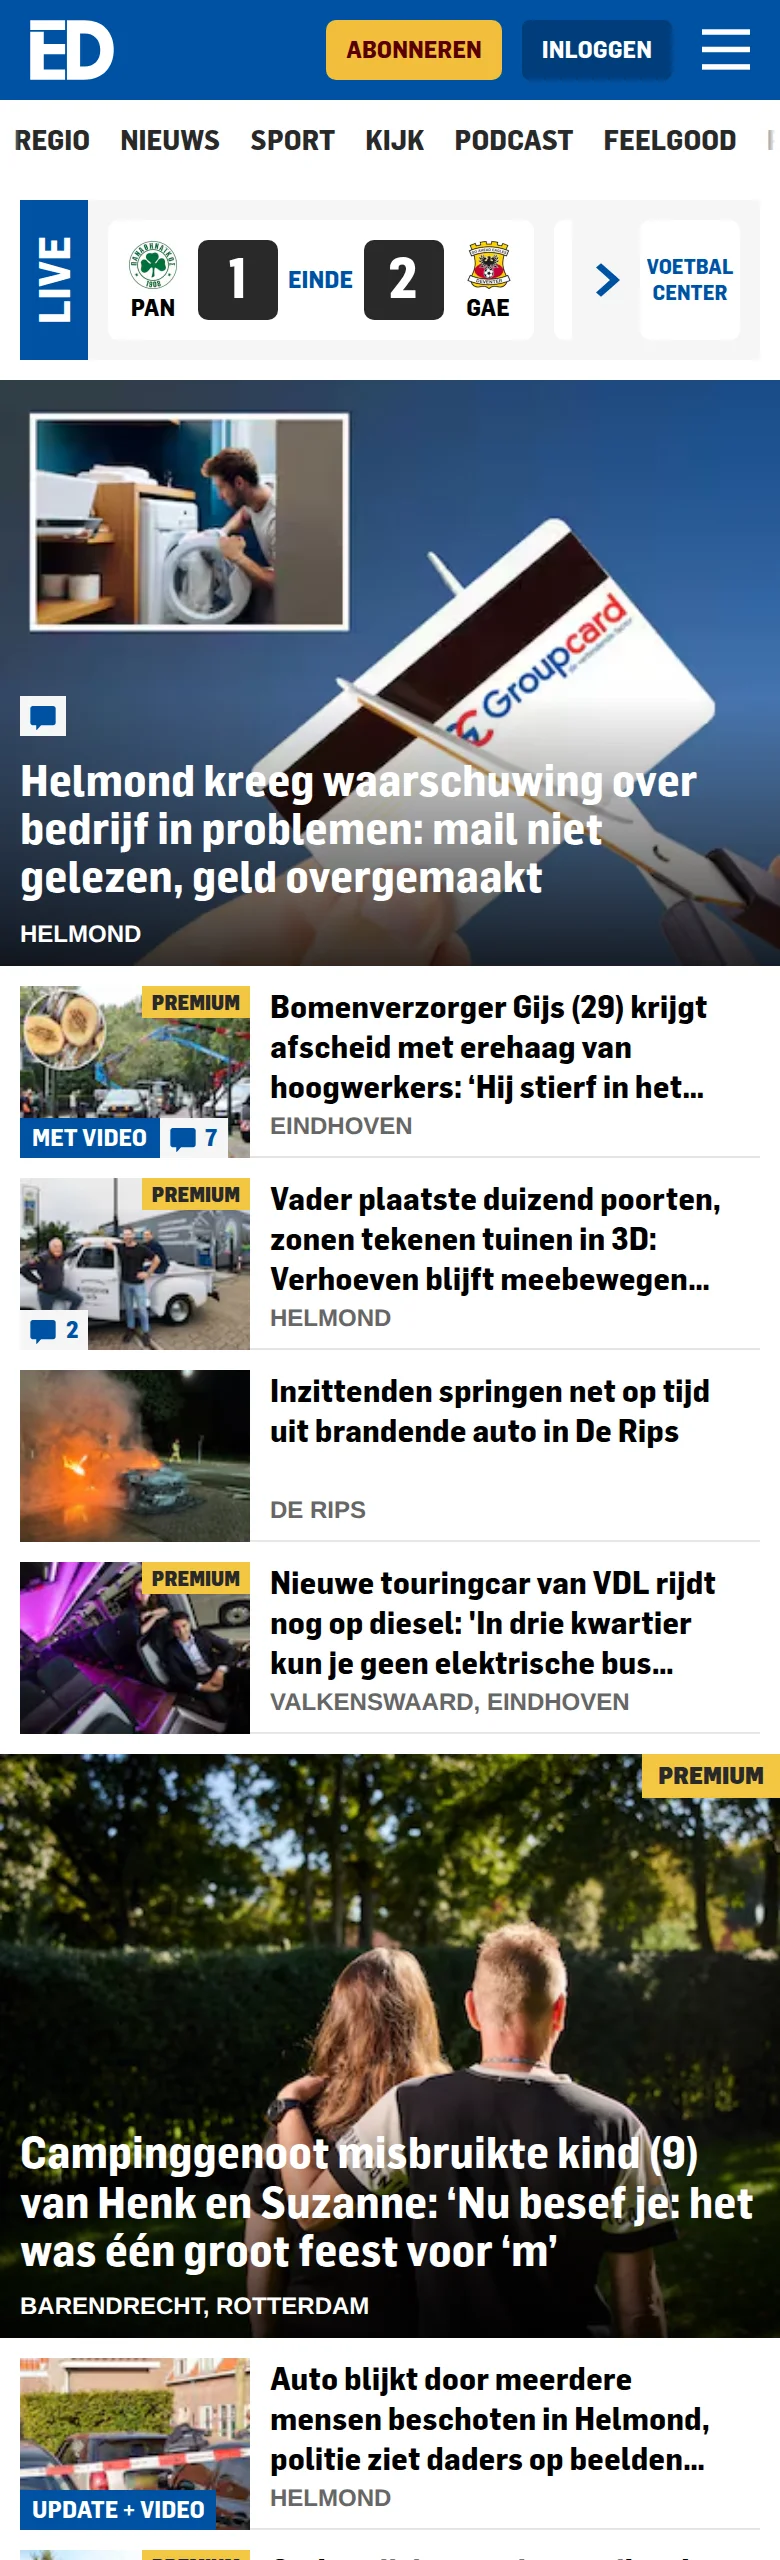 ED
ABONNEREN
INLOGGEN
REGIO NIEUWS SPORT KIJK PODCAST FEELGOOD
LIVE
PAN
1
EINDE
2
GAE
VOETBAL
CENTER
Groupcard
Helmond kreeg waarschuwing over
bedrijf in problemen: mail niet
gelezen, geld overgemaakt
HELMOND
PREMIUM
MET VIDEO
7
Bomenverzorger Gijs (29) krijgt
afscheid met erehaag van
hoogwerkers: ‘Hij stierf in het...
EINDHOVEN
PREMIUM
2
Vader plaatste duizend poorten,
zonen tekenen tuinen in 3D:
Verhoeven blijft meebewegen...
HELMOND
Inzittenden springen net op tijd
uit brandende auto in De Rips
DE RIPS
PREMIUM
Nieuwe touringcar van VDL rijdt
nog op diesel: 'In drie kwartier
kun je geen elektrische bus...
VALKENSWAARD, EINDHOVEN
PREMIUM
Campinggenoot misbruikte kind (9)
van Henk en Suzanne: ‘Nu besef je: het
was één groot feest voor ‘m’
BARENDRECHT, ROTTERDAM
UPDATE + VIDEO
Auto blijkt door meerdere
mensen beschoten in Helmond,
politie ziet daders op beelden...
HELMOND
PREMIUM